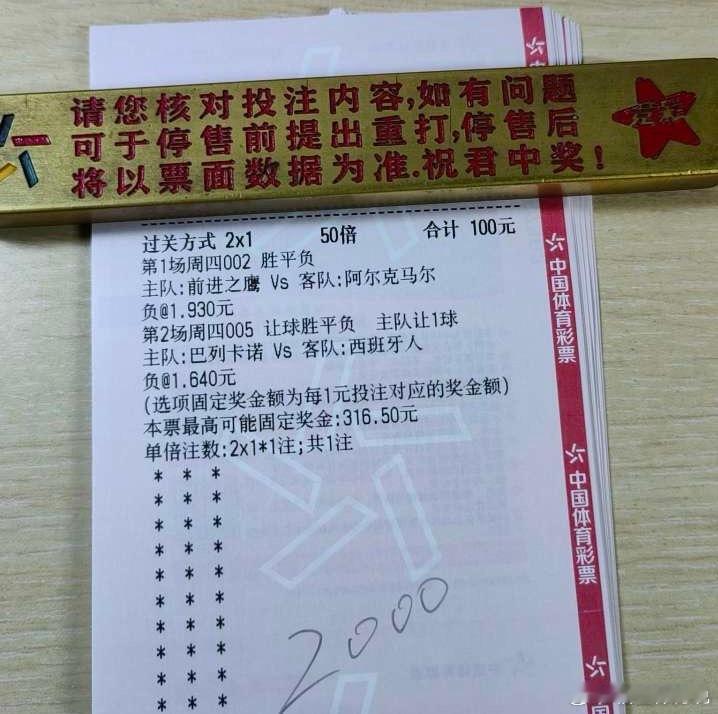 请您核对投注内容,如有问题
可于停售前提出重打,停售后
将以票面数据为准.祝君中奖!
过关方式 2x1 50倍 合计 100元
第1场周四002 胜平负
主队:前进之鹰 Vs 客队:阿尔克马尔
负@1.930元
第2场周四005 让球胜平负 主队让1球
主队:巴列卡诺 Vs 客队:西班牙人
负@1.640元
(选项固定奖金额为每1元投注对应的奖金额)
本票最高可能固定奖金:316.50元
单倍注数:2x1*1注;共1注
* * *
* * *
* * *
* * *
* * *
* * *
* * *
* * *
* * *
* * *
2000
中国体育彩票
中国体育彩票